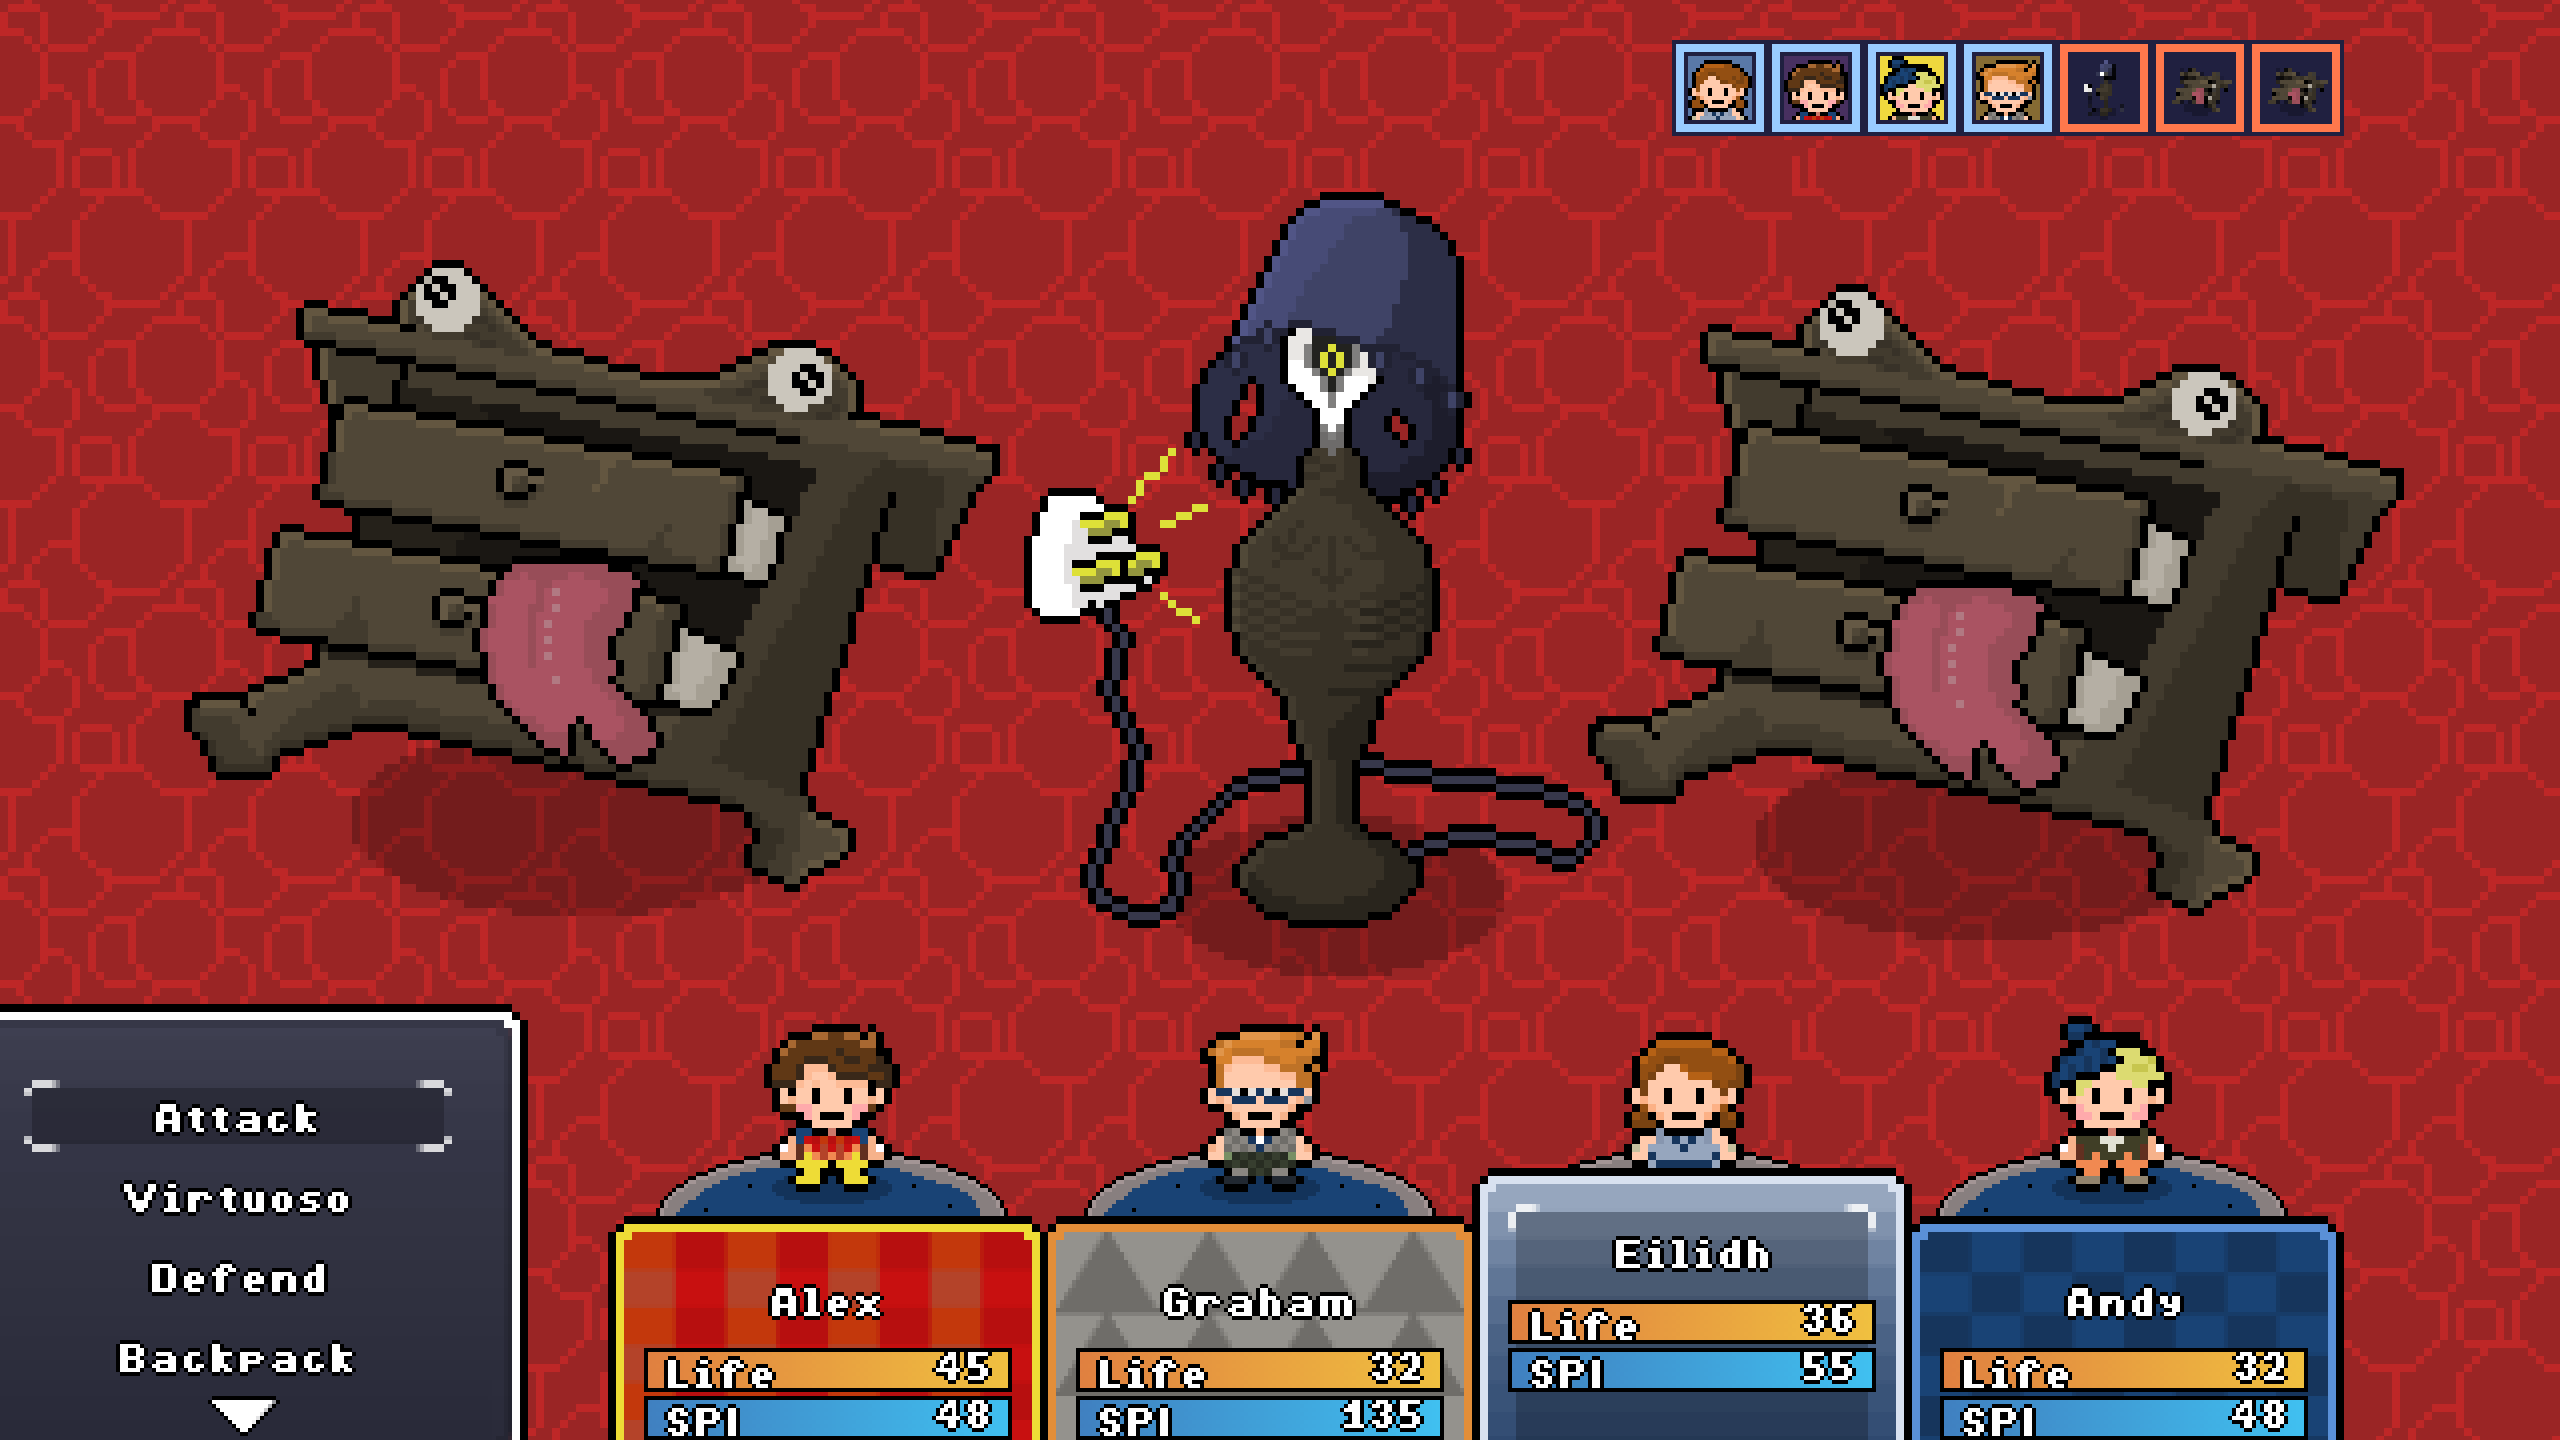 Attack
Virtuoso
Defend
Backpack
Alex
Life 45
SPI 48
Graham
Life 32
SPI 135
Eilidh
Life 36
SPI 55
Andy
Life 32
SPI 48